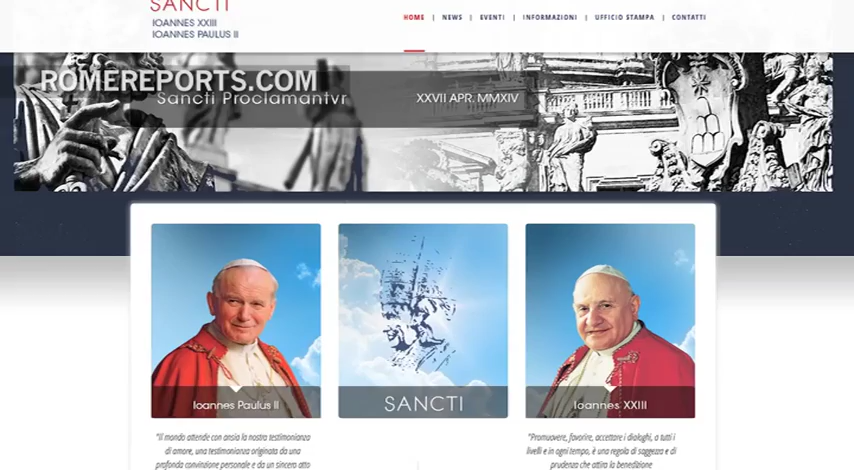 SANCTI
IOANNES XXIII
IOANNES PAULUS II
HOME | NEWS | EVENTI | INFORMAZIONI | UFFICIO STAMPA | CONTATTI
ROMEREPORTS.COM
Sancti Proclamantvr
XXVII APR. MMXIV
Ioannes Paulus II
SANCTI
Ioannes XXIII
"Il mondo attende con ansia la nostra testimonianza
di amore, una testimonianza originata da una
profonda convinzione personale e da un sincero atto
"Promuovere, favorire, accettare i dialoghi, a tutti i
livelli e in ogni tempo, è una regola di saggezza e di
prudenza che attira la benedizione